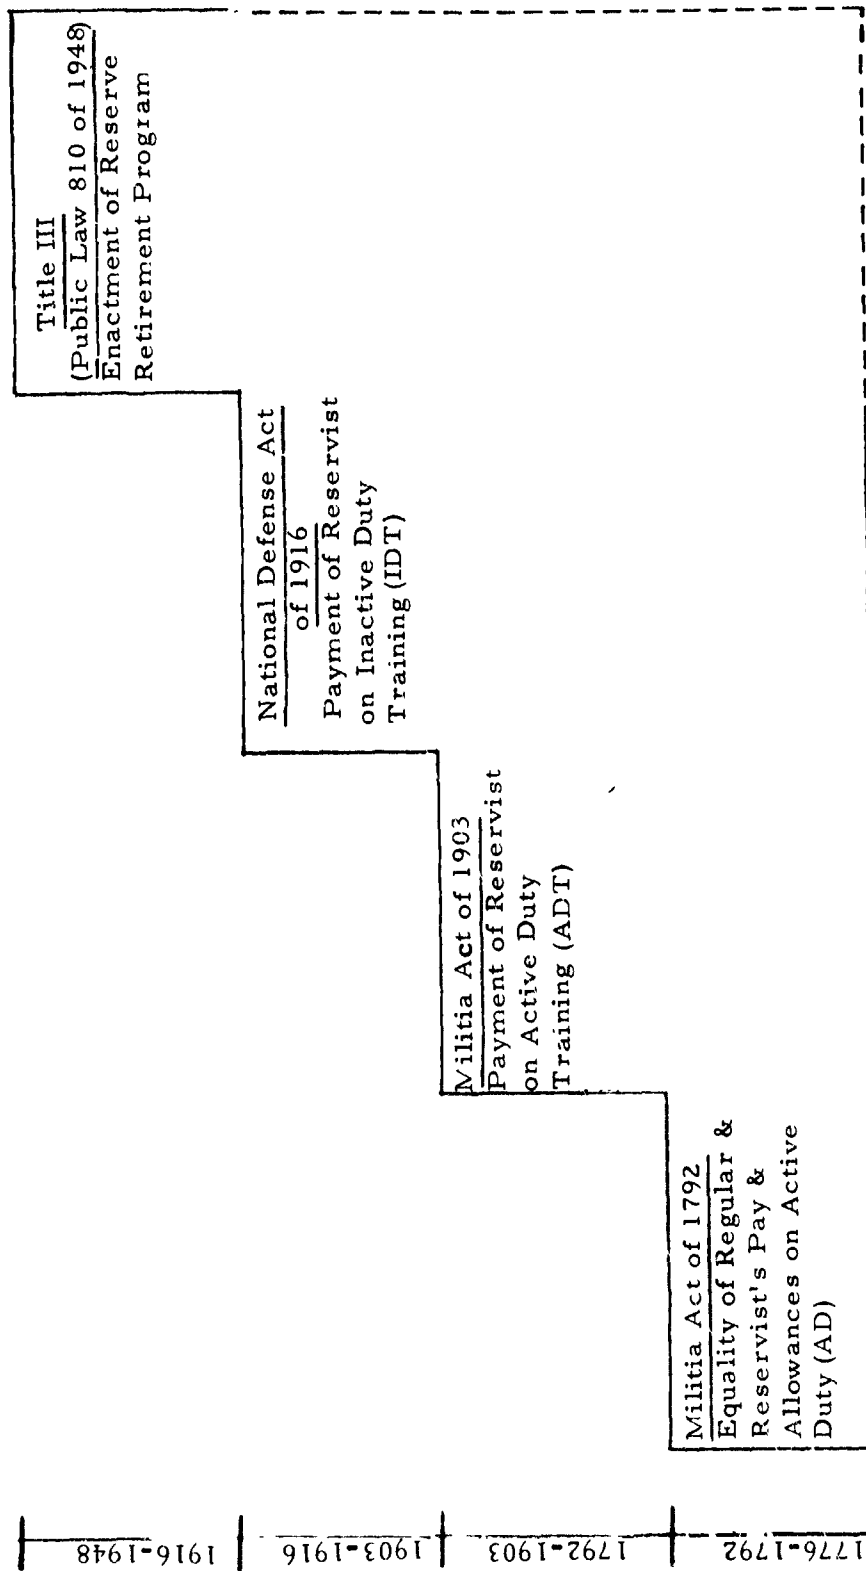 Title III
(Public Law 810 of 1948)
Enactment of Reserve
Retirement Program
National Defense Act
of 1916
Payment of Reservist
on Inactive Duty
Training (IDT)
Militia Act of 1903
Payment of Reservist
on Active Duty
Training (ADT)
Militia Act of 1792
Equality of Regular &
Reservist's Pay &
Allowances on Active
Duty (AD)
1916-1948
1903-1916
1792-1903
1776-1792